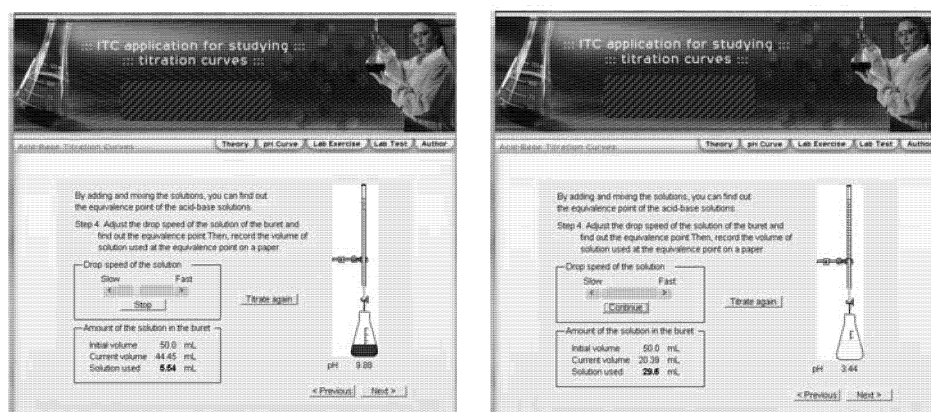 ::: ITC application for studying :::
::: titration curves :::
Acid-Base Titration Curves
Theory
pH Curve
Lab Exercise
Lab Test
Author
By adding and mixing the solutions, you can find out
the equivalence point of the acid-base solutions.
Step 4. Adjust the drop speed of the solution of the buret and
find out the equivalence point.Then, record the volume of
solution used at the equivalence point on a paper
Drop speed of the solution
Slow Fast
Stop
Titrate again
Amount of the solution in the buret
Initial volume 50.0 mL
Current volume 44.45 mL
Solution used 5.54 mL
pH 9.89
< Previous Next >
::: ITC application for studying :::
::: titration curves :::
Acid-Base Titration Curves
Theory
pH Curve
Lab Exercise
Lab Test
Author
By adding and mixing the solutions, you can find out
the equivalence point of the acid-base solutions
Step 4. Adjust the drop speed of the solution of the buret and
find out the equivalence point.Then, record the volume of
solution used at the equivalence point on a paper
Drop speed of the solution
Slow Fast
Continue
Titrate again
Amount of the solution in the buret
Initial volume 50.0 mL
Current volume 20.39 mL
Solution used 29.6 mL
pH 3.44
< Previous Next >